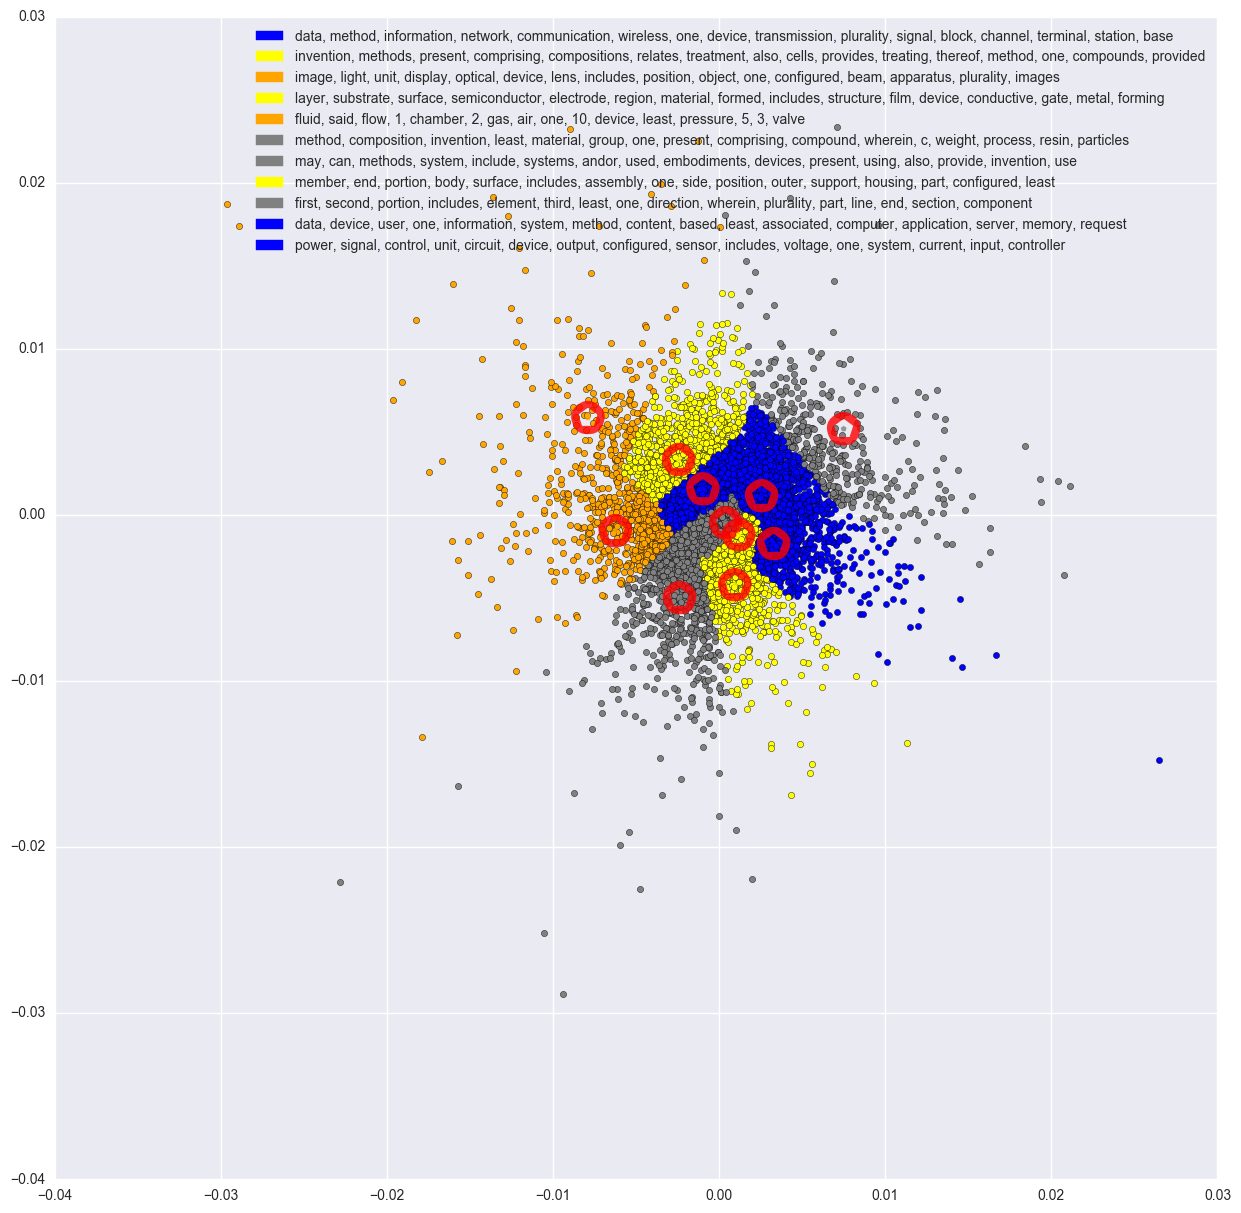 0.03
data, method, information, network, communication, wireless, one, device, transmission, plurality, signal, block, channel, terminal, station, base
invention, methods, present, comprising, compositions, relates, treatment, also, cells, provides, treating, thereof, method, one, compounds, provided
image, light, unit, display, optical, device, lens, includes, position, object, one, configured, beam, apparatus, plurality, images
layer, substrate, surface, semiconductor, electrode, region, material, formed, includes, structure, film, device, conductive, gate, metal, forming
fluid, said, flow, 1, chamber, 2, gas, air, one, 10, device, least, pressure, 5, 3, valve
method, composition, invention, least, material, group, one, present, comprising, compound, wherein, c, weight, process, resin, particles
may, can, methods, system, include, systems, andor, used, embodiments, devices, present, using, also, provide, invention, use
member, end, portion, body, surface, includes, assembly, one, side, position, outer, support, housing, part, configured, least
first, second, portion, includes, element, third, least, one, direction, wherein, plurality, part, line, end, section, component
data, device, user, one, information, system, method, content, based, least, associated, computer, application, server, memory, request
power, signal, control, unit, circuit, device, output, configured, sensor, includes, voltage, one, system, current, input, controller
0.02
0.01
0.00
−0.01
−0.02
−0.03
−0.04
−0.04 −0.03 −0.02 −0.01 0.00 0.01 0.02 0.03